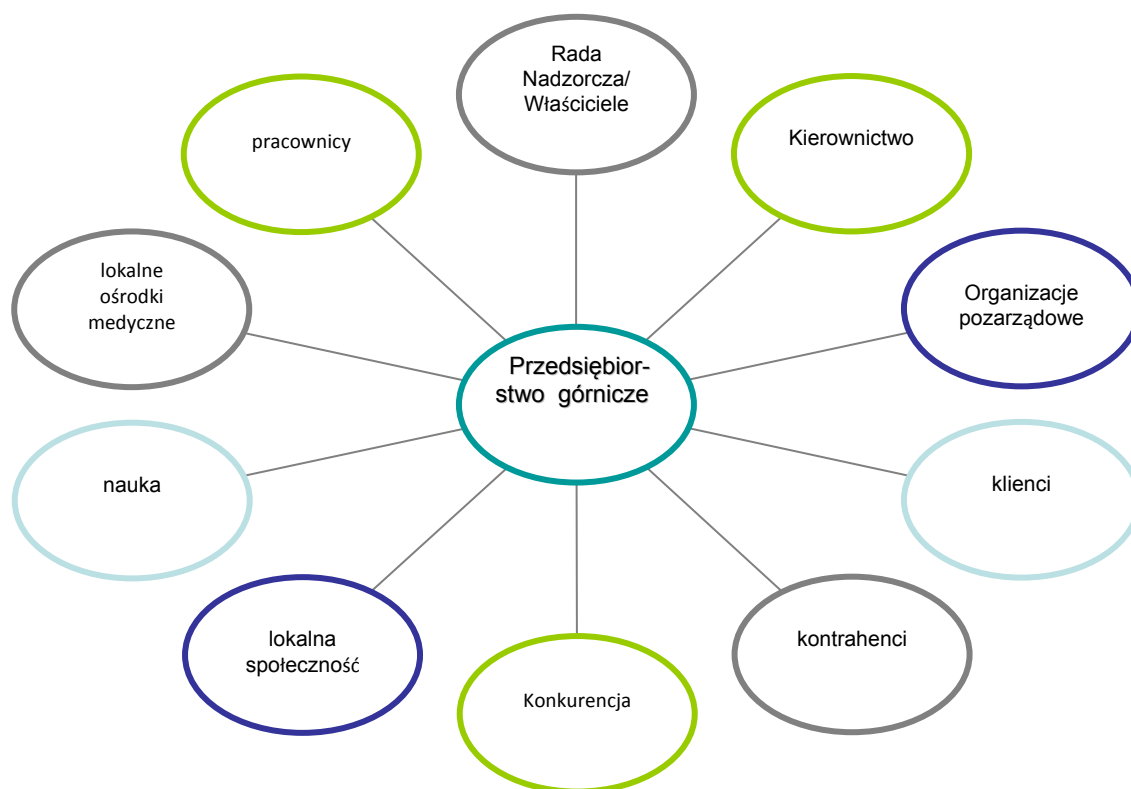 Rada
Nadzorcza/
Właściciele
pracownicy
Kierownictwo
lokalne
ośrodki
medyczne
Organizacje
pozarządowe
Przedsiębior-
stwo górnicze
nauka
klienci
lokalna
społeczność
kontrahenci
Konkurencja